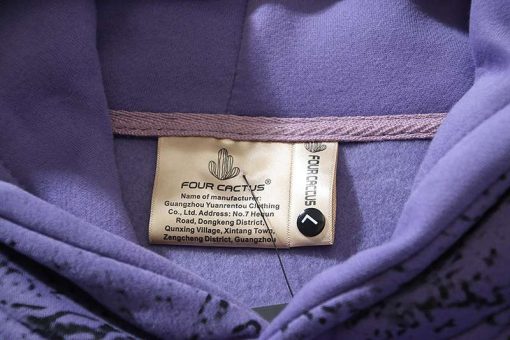 FOUR CACTUS®
Name of manufacturer:
Guangzhou Yuanrentou Clothing
Co., Ltd. Address: No.7 Hequn
Road, Dongkeng District,
Qunxing Village, Xintang Town,
Zengcheng District, Guangzhou
FOUR CACTUS
L